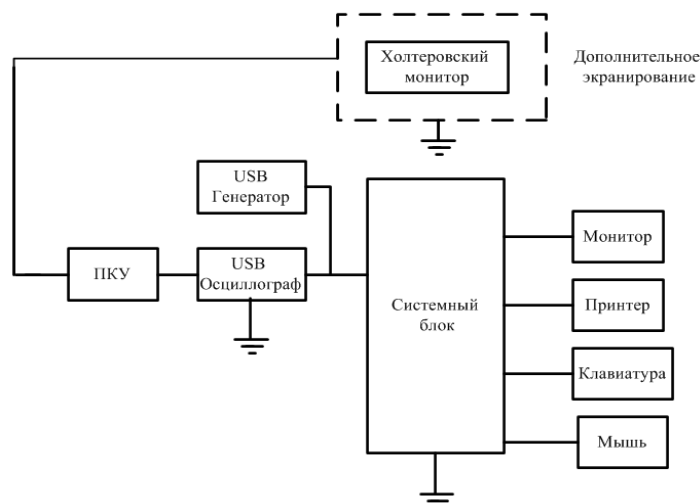 Холтеровский
монитор
Дополнительное
экранирование
USB
Генератор
ПКУ
USB
Осциллограф
Системный
блок
Монитор
Принтер
Клавиатура
Мышь